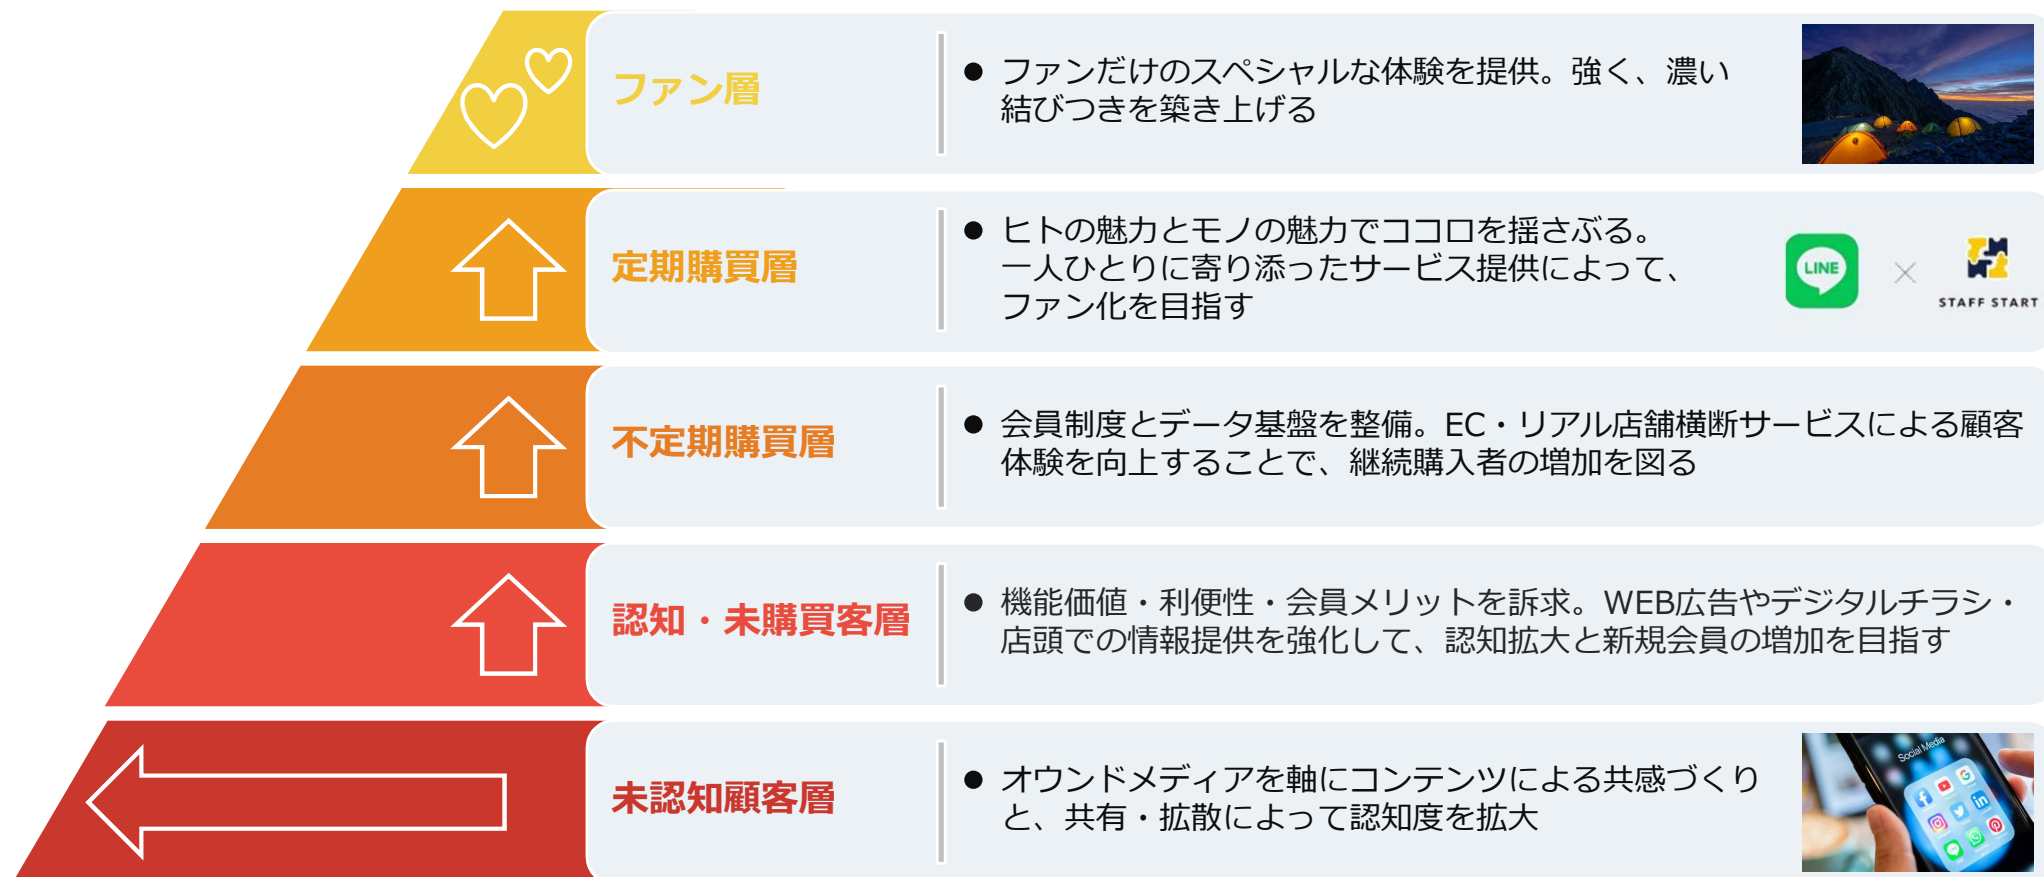 ファン層
● ファンだけのスペシャルな体験を提供。強く、濃い
結びつきを築き上げる
定期購買層
● ヒトの魅力とモノの魅力でココロを揺さぶる。
一人ひとりに寄り添ったサービス提供によって、
ファン化を目指す
LINE
×
STAFF START
不定期購買層
● 会員制度とデータ基盤を整備。EC・リアル店舗横断サービスによる顧客
体験を向上することで、継続購入者の増加を図る
認知・未購買客層
● 機能価値・利便性・会員メリットを訴求。WEB広告やデジタルチラシ・
店頭での情報提供を強化して、認知拡大と新規会員の増加を目指す
未認知顧客層
● オウンドメディアを軸にコンテンツによる共感づくり
と、共有・拡散によって認知度を拡大
Social Media